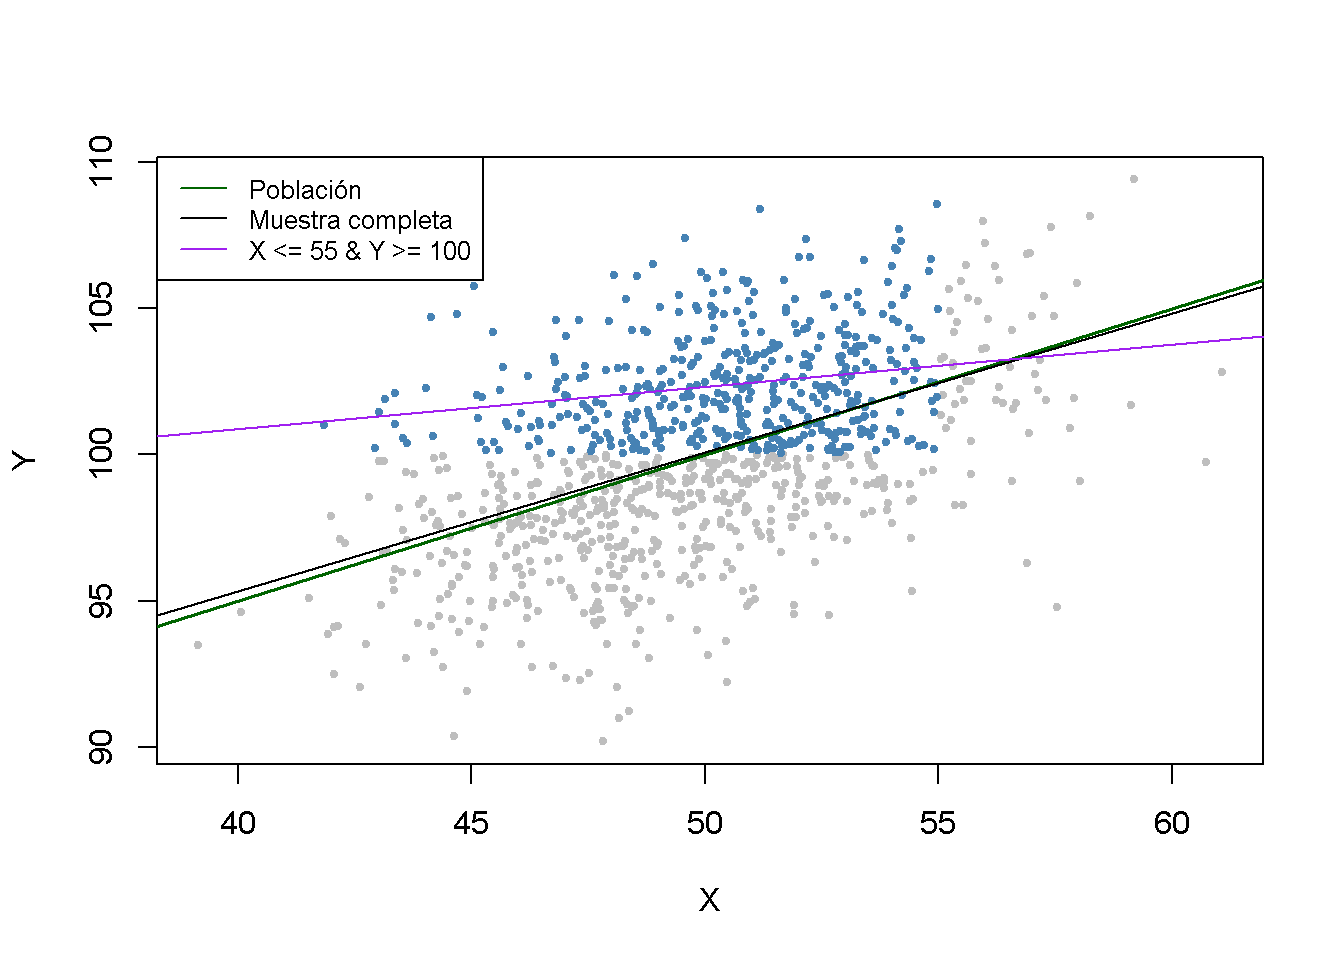 110
105
100
95
90
Y
Población
Muestra completa
X <= 55 & Y >= 100
40 45 50 55 60
X